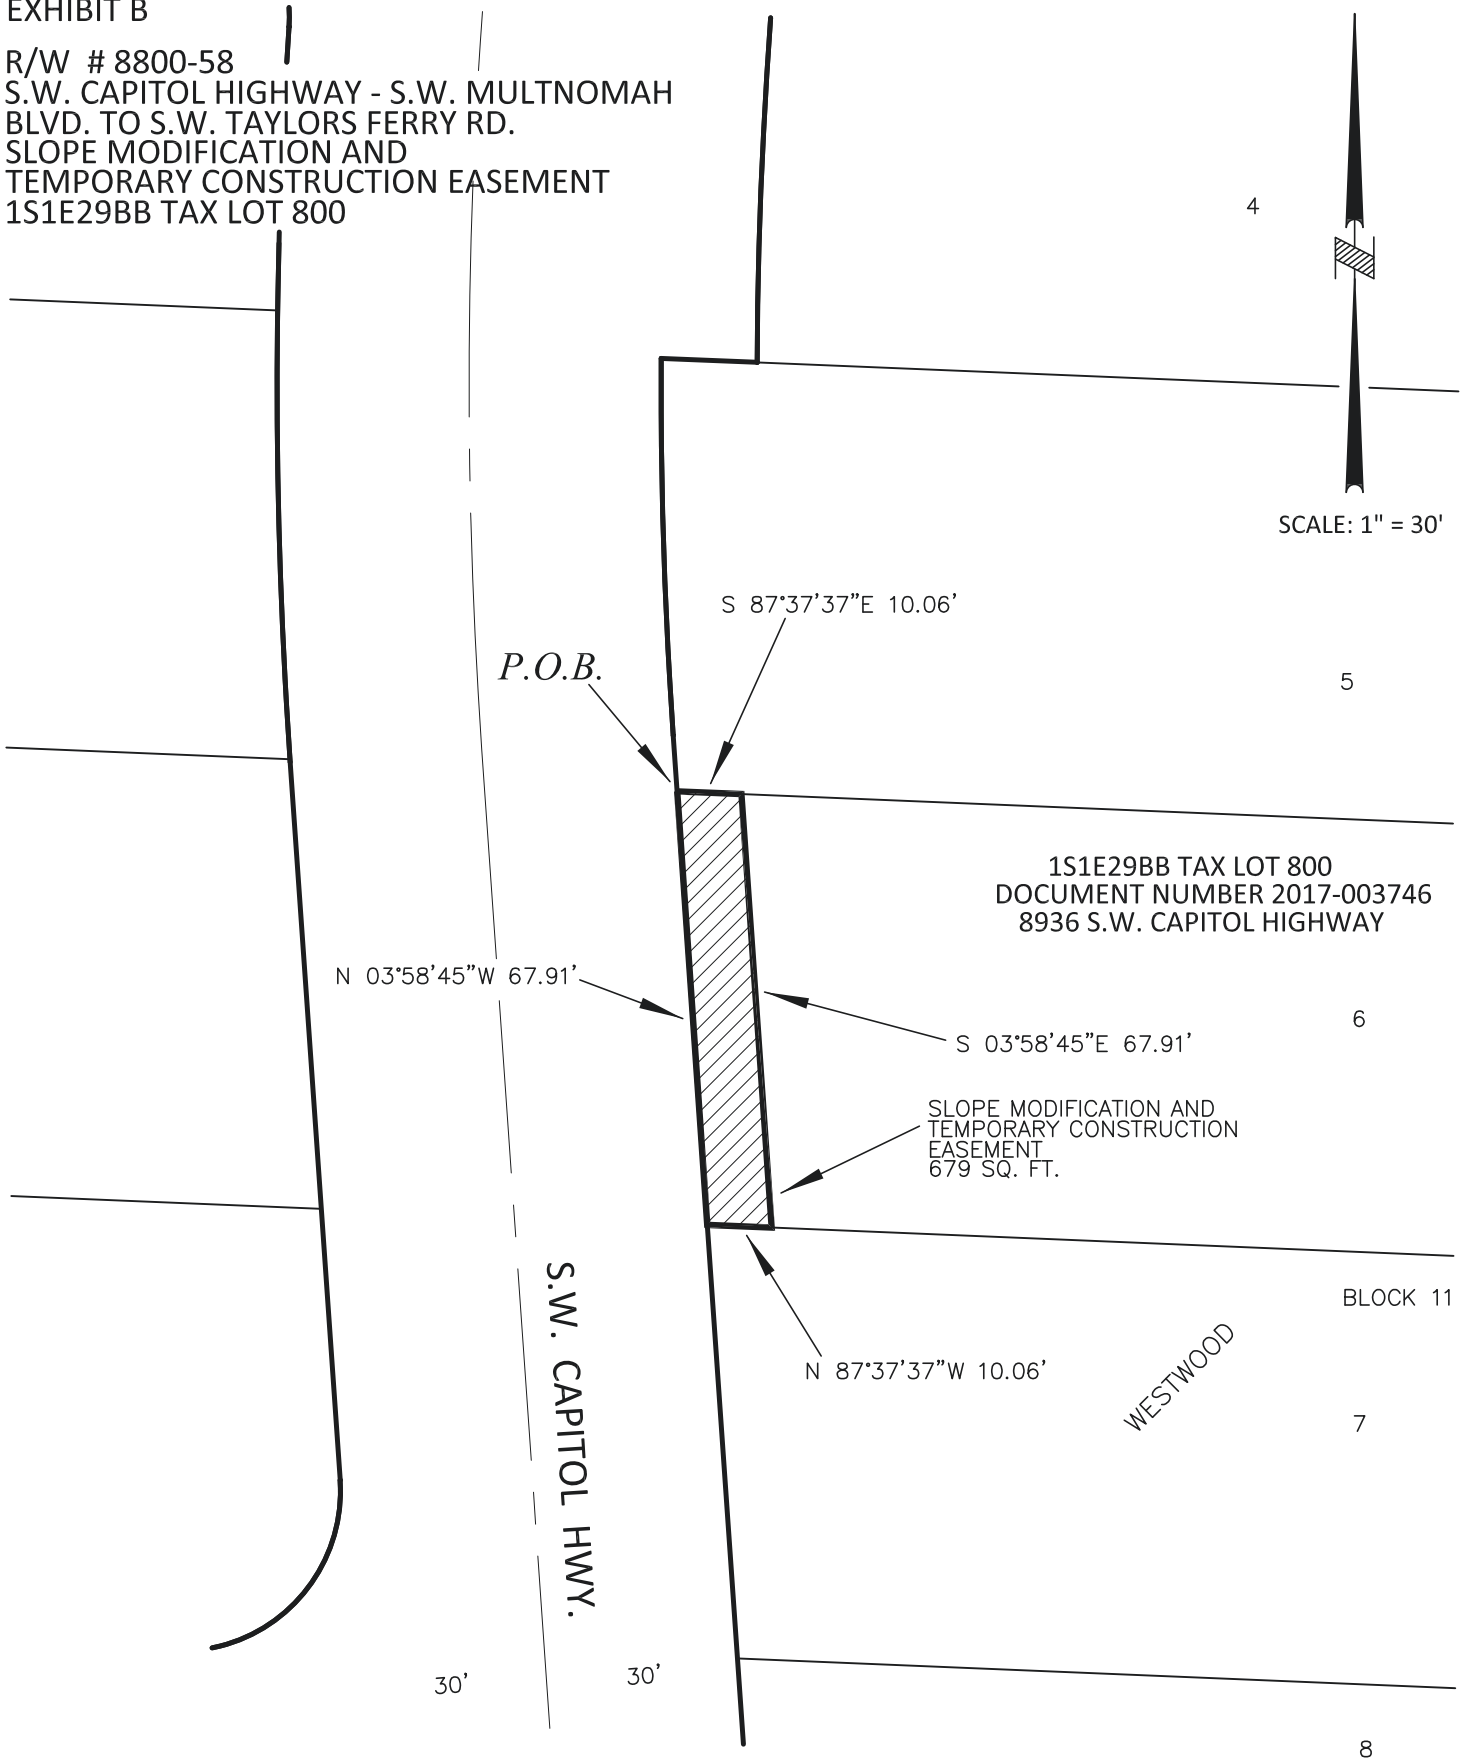 EXHIBIT B
R/W # 8800-58
S.W. CAPITOL HIGHWAY - S.W. MULTNOMAH
BLVD. TO S.W. TAYLORS FERRY RD.
SLOPE MODIFICATION AND
TEMPORARY CONSTRUCTION EASEMENT
1S1E29BB TAX LOT 800
4
SCALE: 1" = 30'
S 87°37'37"E 10.06'
P.O.B.
5
1S1E29BB TAX LOT 800
DOCUMENT NUMBER 2017-003746
8936 S.W. CAPITOL HIGHWAY
N 03°58'45"W 67.91'
6
S 03°58'45"E 67.91'
SLOPE MODIFICATION AND
TEMPORARY CONSTRUCTION
EASEMENT
679 SQ. FT.
S.W. CAPITOL HWY.
BLOCK 11
N 87°37'37"W 10.06'
WESTWOOD
7
30'
30'
8